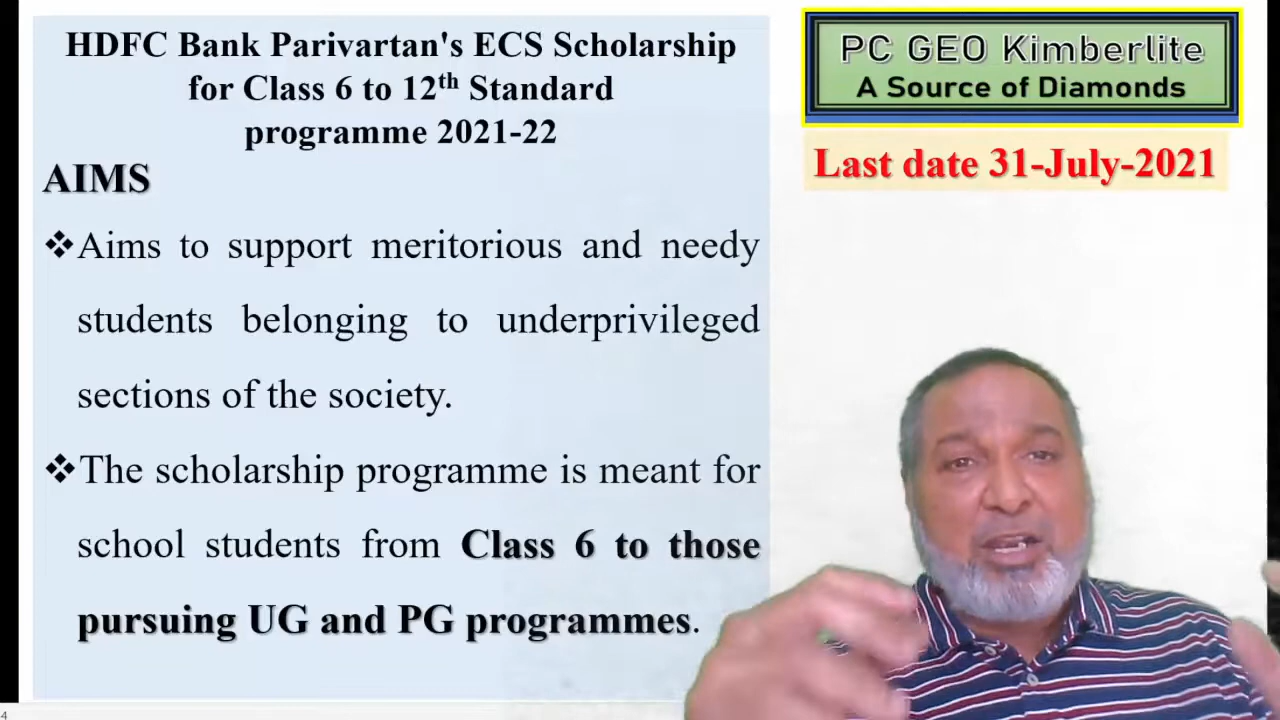 HDFC Bank Parivartan's ECS Scholarship
for Class 6 to 12th Standard
programme 2021-22
AIMS
❖Aims to support meritorious and needy
students belonging to underprivileged
sections of the society.
❖The scholarship programme is meant for
school students from Class 6 to those
pursuing UG and PG programmes.
PC GEO Kimberlite
A Source of Diamonds
Last date 31-July-2021
4